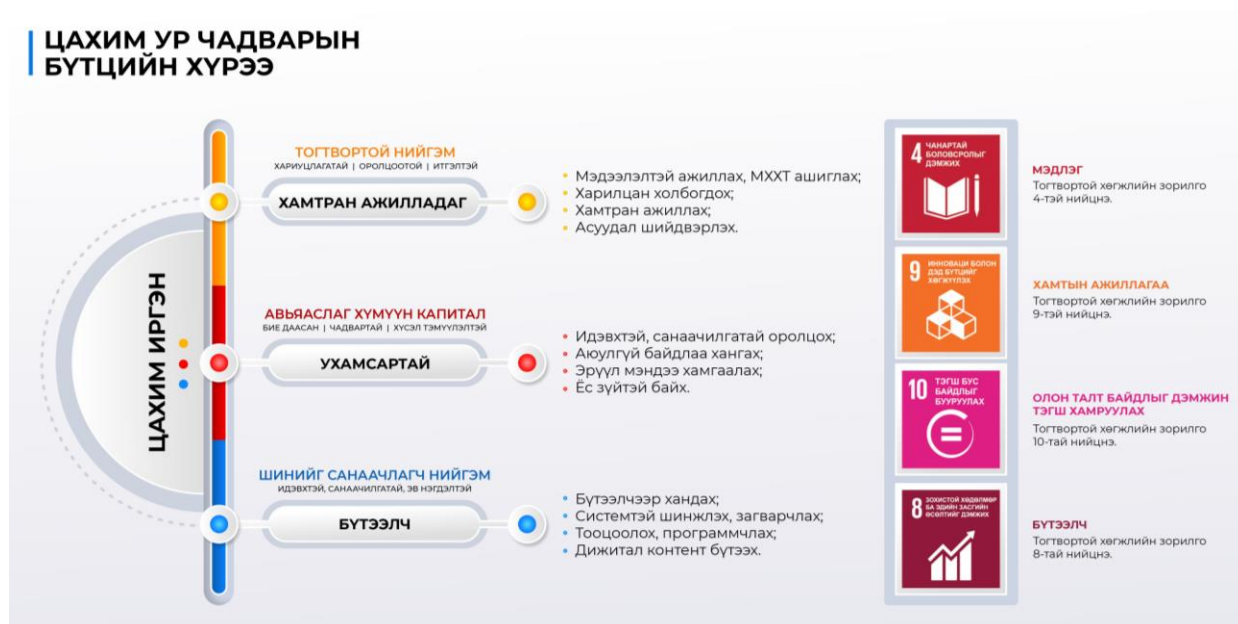 ЦАХИМ УР ЧАДВАРЫН
БҮТЦИЙН ХҮРЭЭ
ЦАХИМ ИРГЭН
ТОГТВОРТОЙ НИЙГЭМ
ХАРИУЦЛАГАТАЙ | ОРОЛЦООТОЙ | ИТГЭЛТЭЙ
ХАМТРАН АЖИЛЛАДАГ
• Мэдээлэлтэй ажиллах, МХХТ ашиглах;
• Харилцан холбогдох;
• Хамтран ажиллах;
• Асуудал шийдвэрлэх.
АВЬЯАСЛАГ ХҮМҮҮН КАПИТАЛ
БИЕ ДААСАН | ЧАДВАРТАЙ | ХҮСЭЛ ТЭМҮҮЛЭЛТЭЙ
УХАМСАРТАЙ
• Идэвхтэй, санаачилгатай оролцох;
• Аюулгүй байдлаа хангах;
• Эрүүл мэндээ хамгаалах;
• Ёс зүйтэй байх.
ШИНИЙГ САНААЧЛАГЧ НИЙГЭМ
ИДЭВХТЭЙ, САНААЧИЛГАТАЙ, ЭВ НЭГДЭЛТЭЙ
БҮТЭЭЛЧ
• Бүтээлчээр хандах;
• Системтэй шинжлэх, загварчлах;
• Тооцоолох, программчлах;
• Дижитал контент бүтээх.
4 ЧАНАРТАЙ
БОЛОВСРОЛЫГ
ДЭМЖИХ
МЭДЛЭГ
Тогтвортой хөгжлийн зорилго
4-тэй нийцнэ.
9 ИННОВАЦИ БОЛОН
ДЭД БҮТЦИЙГ
ХӨГЖҮҮЛЭХ
ХАМТЫН АЖИЛЛАГАА
Тогтвортой хөгжлийн зорилго
9-тэй нийцнэ.
10 ТЭГШ БУС
БАЙДЛЫГ
БУУРУУЛАХ
ОЛОН ТАЛТ БАЙДЛЫГ ДЭМЖИН
ТЭГШ ХАМРУУЛАХ
Тогтвортой хөгжлийн зорилго
10-тай нийцнэ.
8 ЗОХИСТОЙ ХӨДӨЛМӨР
БА ЭДИЙН ЗАСГИЙН
ӨСӨЛТИЙГ ДЭМЖИХ
БҮТЭЭЛЧ
Тогтвортой хөгжлийн зорилго
8-тай нийцнэ.